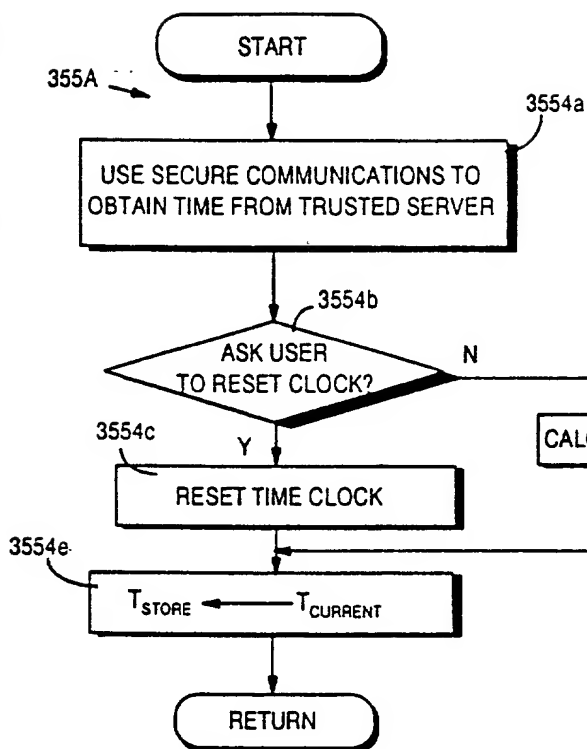 START
355A
3554a
USE SECURE COMMUNICATIONS TO
OBTAIN TIME FROM TRUSTED SERVER
3554b
ASK USER
TO RESET CLOCK?
N
Y
3554c
RESET TIME CLOCK
3554e
T_STORE ← T_CURRENT
RETURN